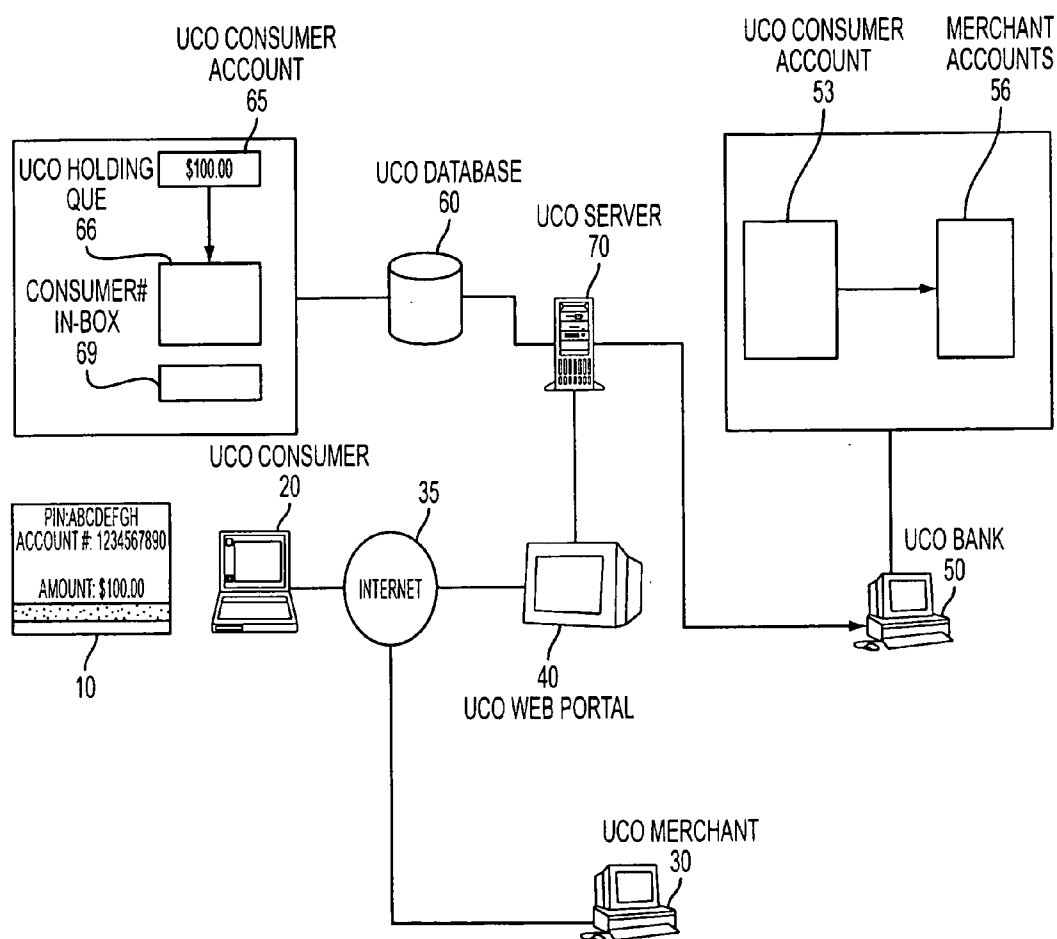 UCO CONSUMER
ACCOUNT
65
UCO HOLDING
QUE
66
$100.00
CONSUMER#
IN-BOX
69
UCO DATABASE
60
UCO SERVER
70
UCO CONSUMER
ACCOUNT
53
MERCHANT
ACCOUNTS
56
PIN:ABCDEFGH
ACCOUNT #: 1234567890
AMOUNT: $100.00
10
UCO CONSUMER
20
35
INTERNET
40
UCO WEB PORTAL
UCO BANK
50
UCO MERCHANT
30